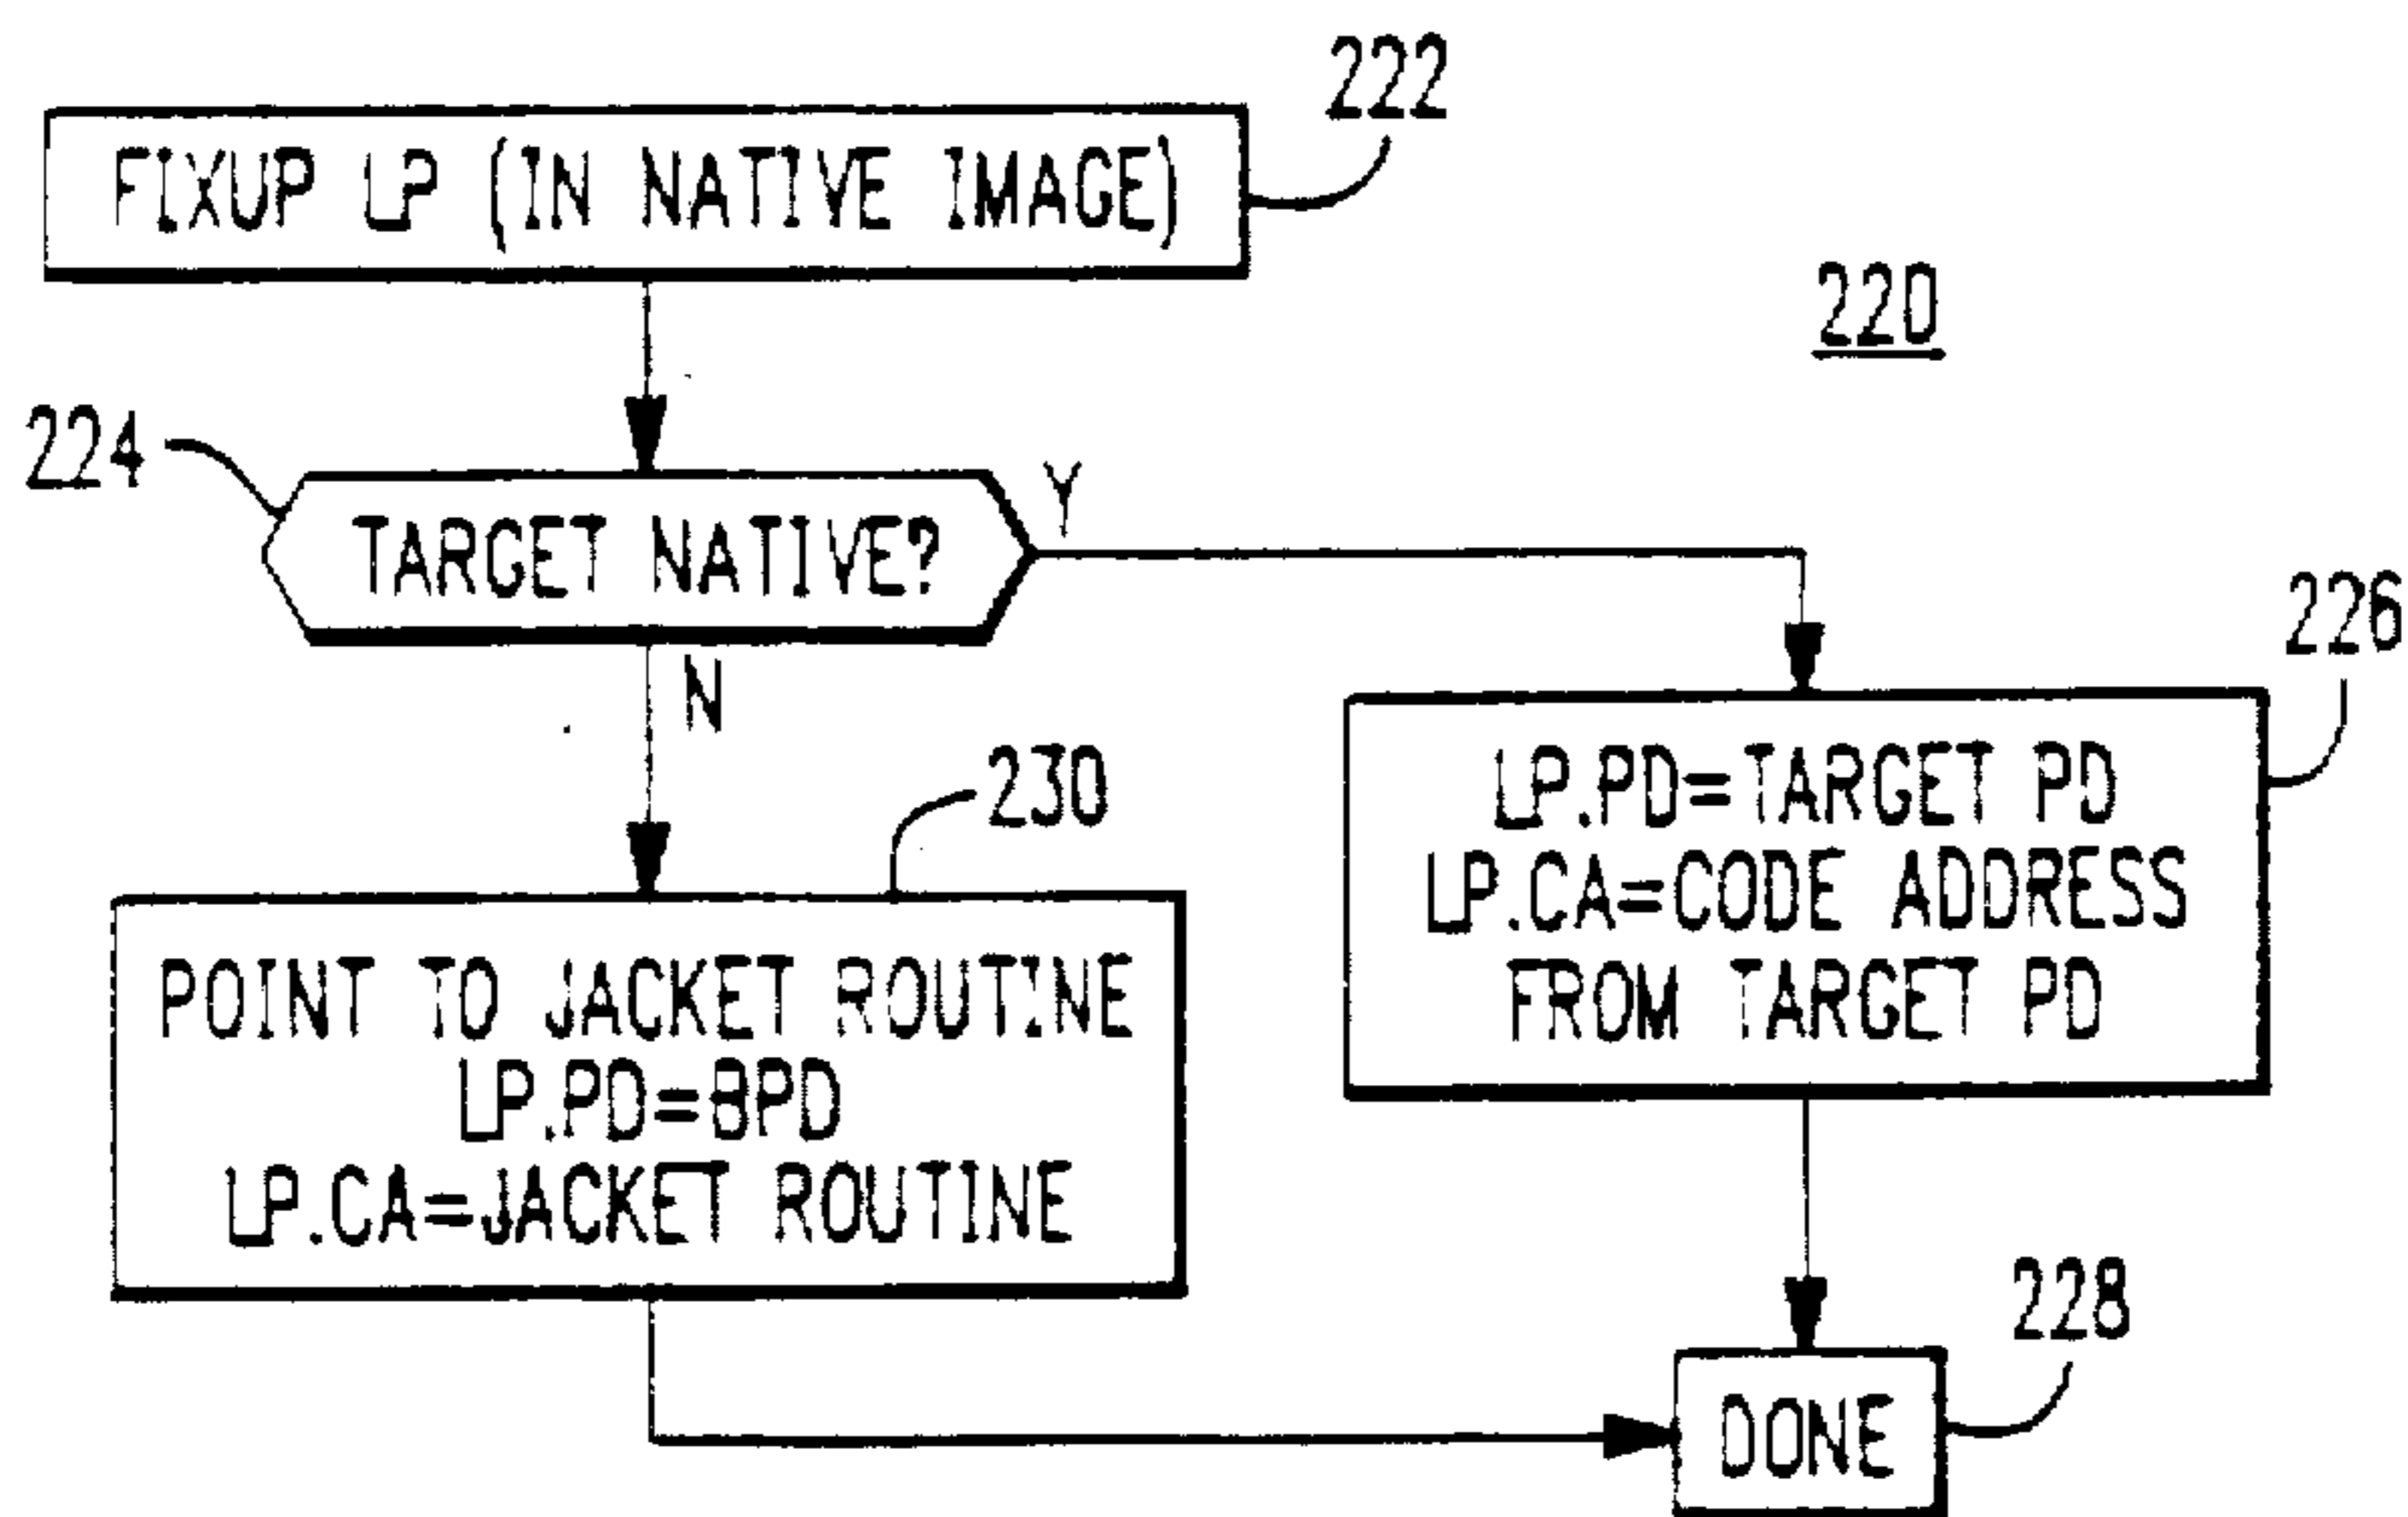 222
FIXUP LP (IN NATIVE IMAGE)
220
224
TARGET NATIVE?
Y
N
226
LP.PD=TARGET PD
LP.CA=CODE ADDRESS
FROM TARGET PD
230
POINT TO JACKET ROUTINE
LP.PD=BPD
LP.CA=JACKET ROUTINE
228
DONE